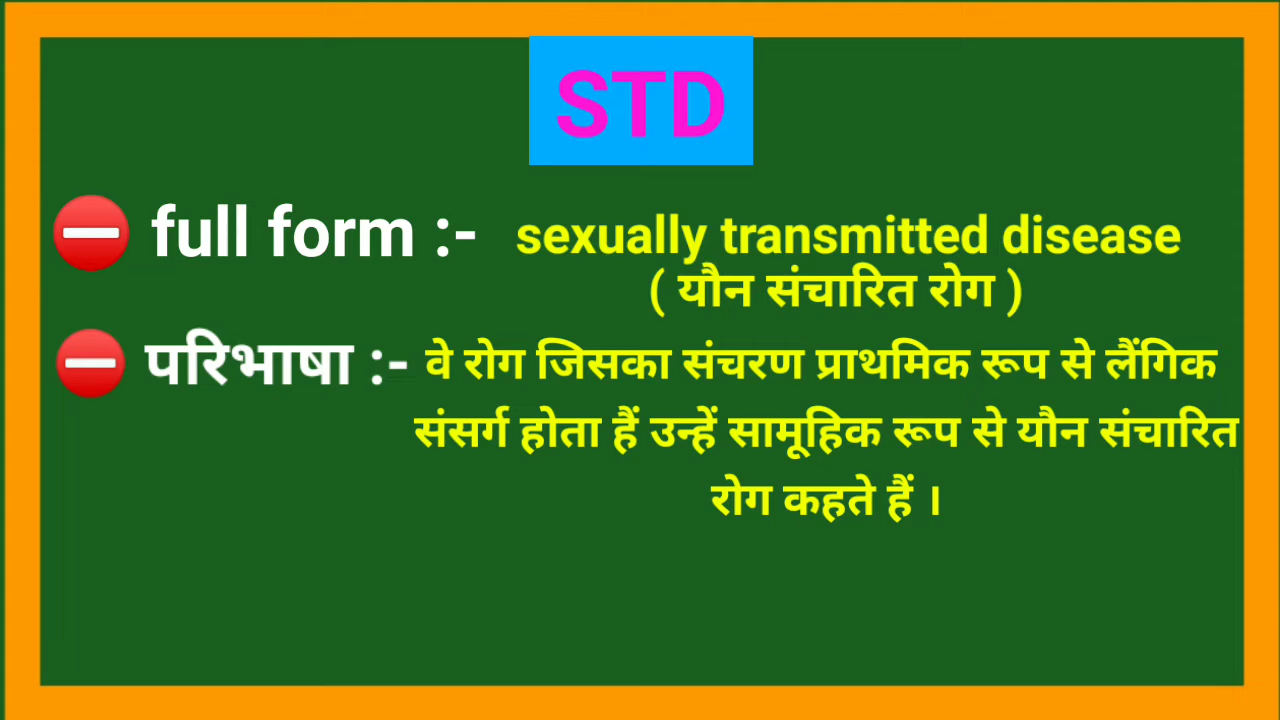 STD
⛔ full form :- sexually transmitted disease
( यौन संचारित रोग )
⛔ परिभाषा :- वे रोग जिसका संचरण प्राथमिक रूप से लैंगिक
संसर्ग होता हैं उन्हें सामूहिक रूप से यौन संचारित
रोग कहते हैं ।